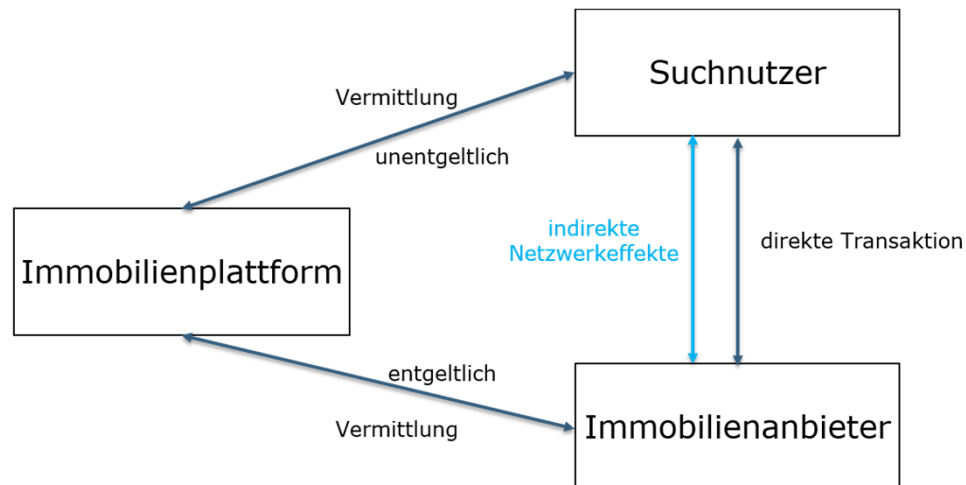 Suchnutzer
Vermittlung
unentgeltlich
Immobilienplattform
indirekte
Netzwerkeffekte
direkte Transaktion
entgeltlich
Vermittlung
Immobilienanbieter